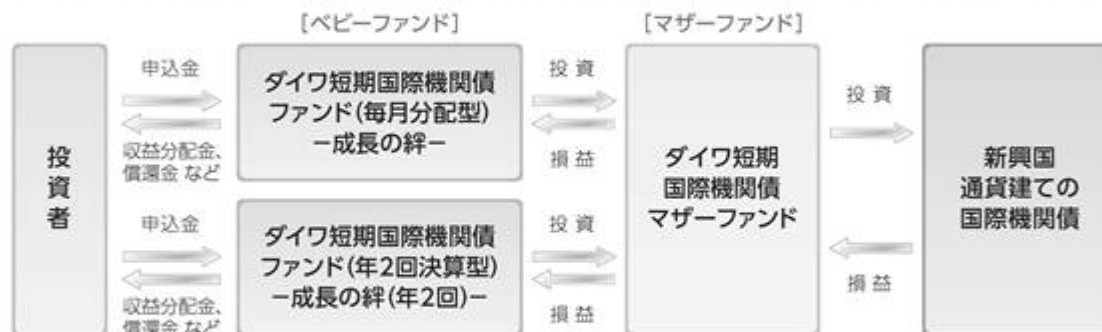 [ベビーファンド]
[マザーファンド]
投資者
申込金
収益分配金、
償還金 など
申込金
収益分配金、
償還金 など
ダイワ短期国際機関債
ファンド(毎月分配型)
−成長の絆−
ダイワ短期国際機関債
ファンド(年2回決算型)
−成長の絆(年2回)−
投 資
損 益
投 資
損 益
ダイワ短期
国際機関債
マザーファンド
投 資
損 益
新興国
通貨建ての
国際機関債